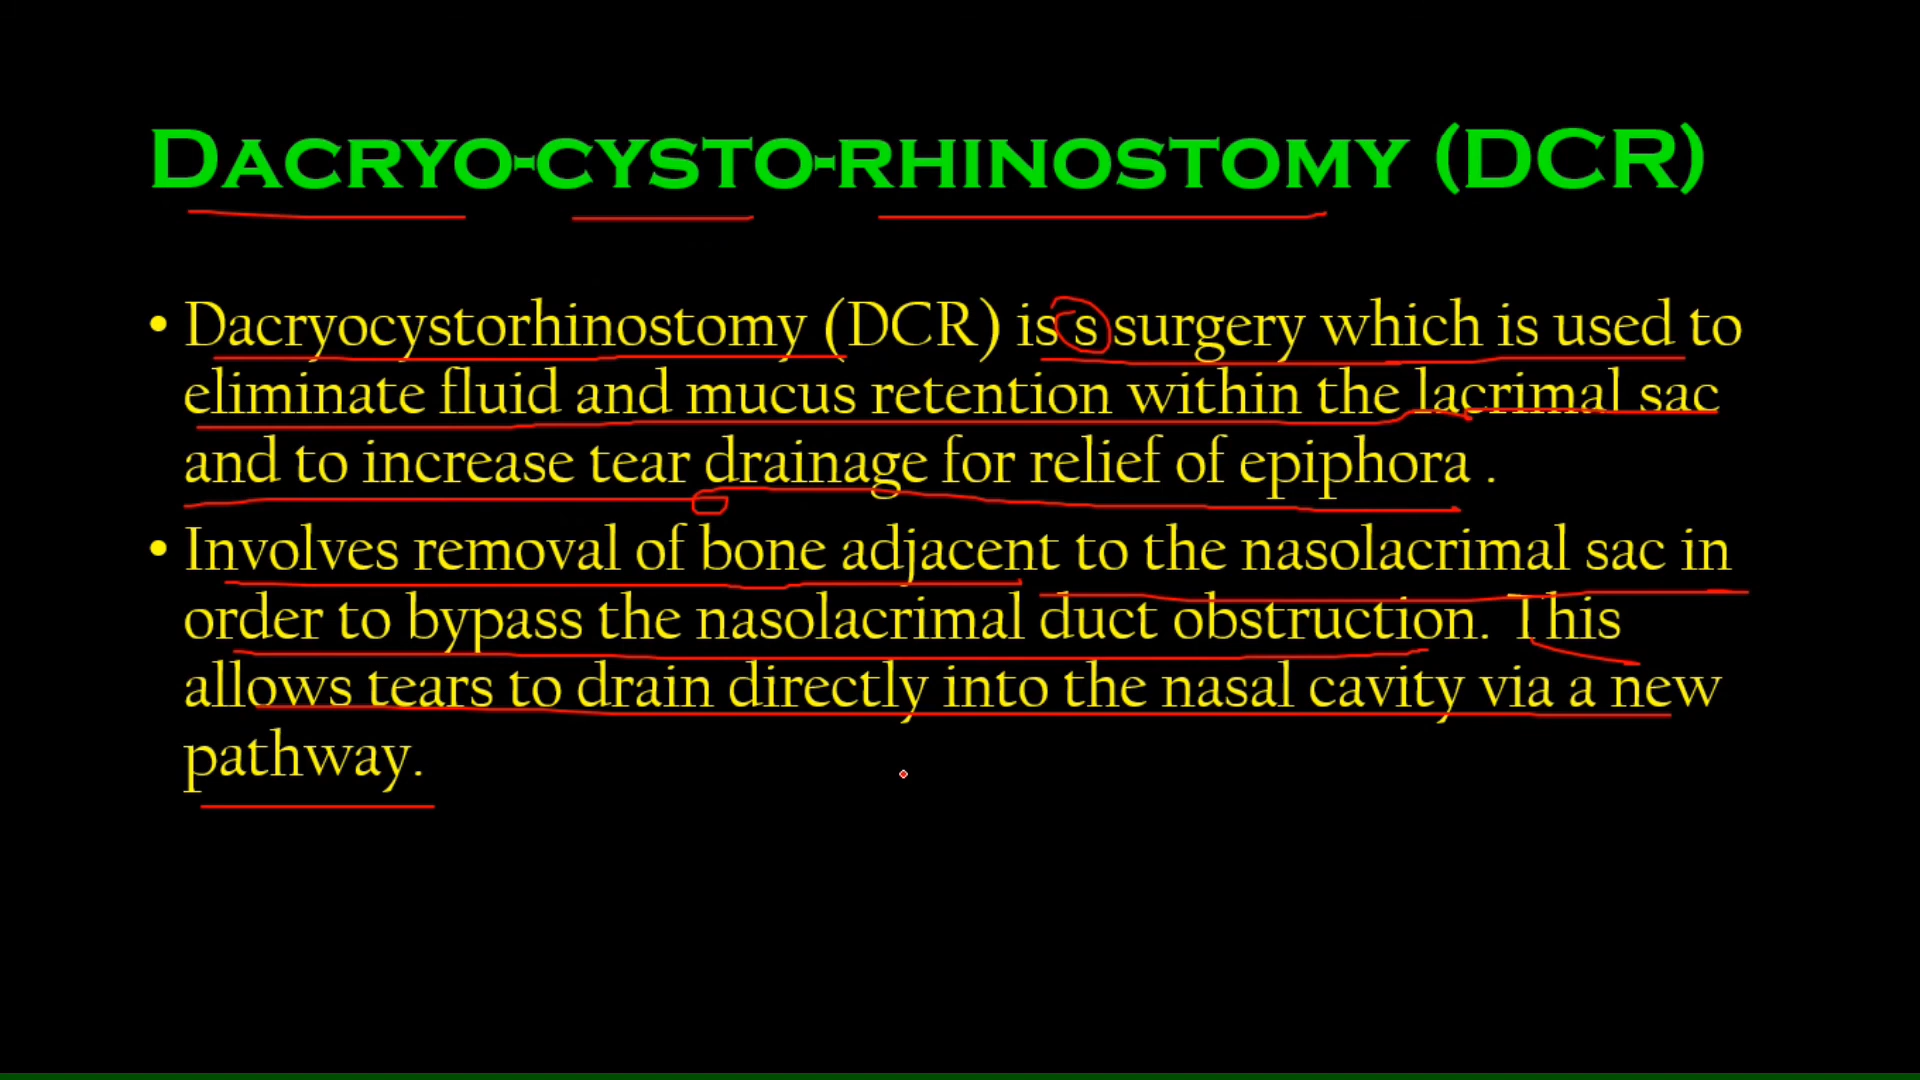 DACRYO-CYSTO-RHINOSTOMY (DCR)
• Dacryocystorhinostomy (DCR) is s surgery which is used to
eliminate fluid and mucus retention within the lacrimal sac
and to increase tear drainage for relief of epiphora .
• Involves removal of bone adjacent to the nasolacrimal sac in
order to bypass the nasolacrimal duct obstruction. This
allows tears to drain directly into the nasal cavity via a new
pathway.